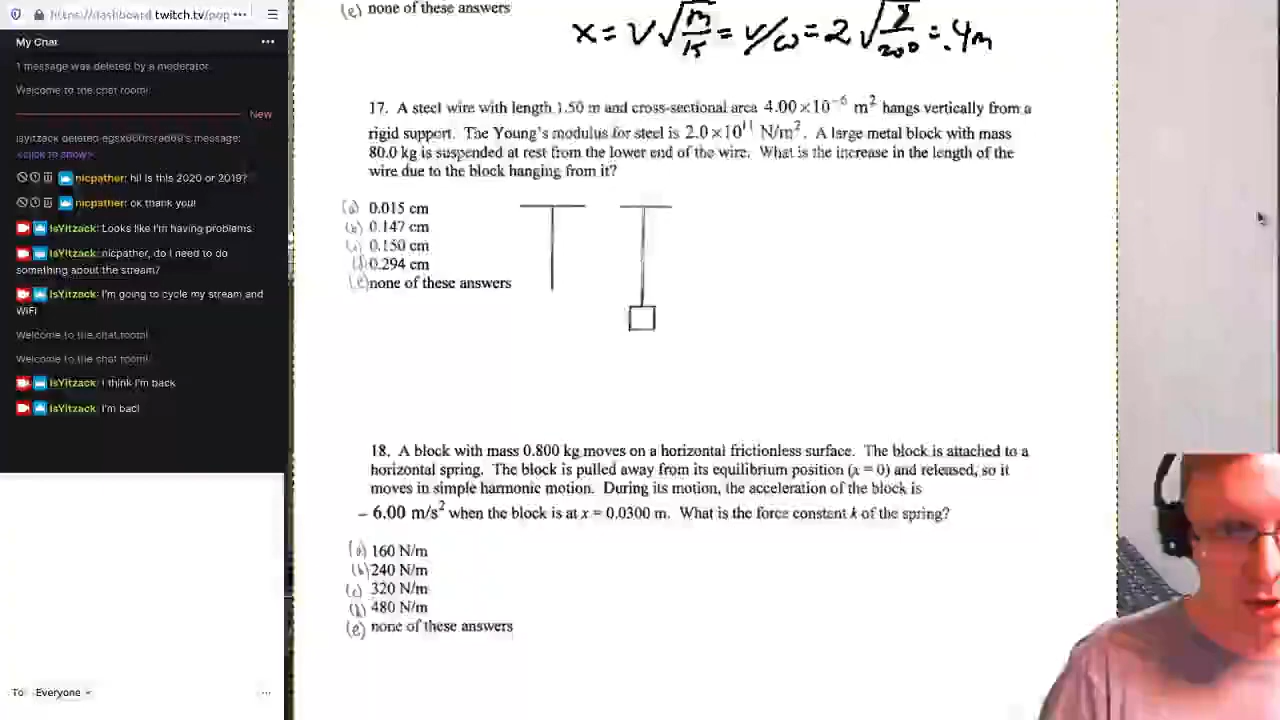 https://dashboard.twitch.tv/pop
My Chat
1 message was deleted by a moderator.
Welcome to the chat room!
New
<click to show>
nicpather: hi! Is this 2020 or 2019?
nicpather: ok thank you!
IsYitzack: Looks like I'm having problems.
IsYitzack: nicpather, do I need to do
something about the stream?
IsYitzack: I'm going to cycle my stream and
WiFi
Welcome to the chat room!
Welcome to the chat room!
IsYitzack: I think I'm back
IsYitzack: I'm back
To Everyone
(e) none of these answers
x = v √(m/k) = v/ω = 2 √(8/200) = .4m
17. A steel wire with length 1.50 m and cross-sectional area 4.00×10⁻⁶ m² hangs vertically from a
rigid support. The Young's modulus for steel is 2.0×10¹¹ N/m². A large metal block with mass
80.0 kg is suspended at rest from the lower end of the wire. What is the increase in the length of the
wire due to the block hanging from it?
(a) 0.015 cm
(b) 0.147 cm
(c) 0.150 cm
(d) 0.294 cm
(e) none of these answers
18. A block with mass 0.800 kg moves on a horizontal frictionless surface. The block is attached to a
horizontal spring. The block is pulled away from its equilibrium position (x = 0) and released, so it
moves in simple harmonic motion. During its motion, the acceleration of the block is
– 6.00 m/s² when the block is at x = 0.0300 m. What is the force constant k of the spring?
(a) 160 N/m
(b) 240 N/m
(c) 320 N/m
(d) 480 N/m
(e) none of these answers